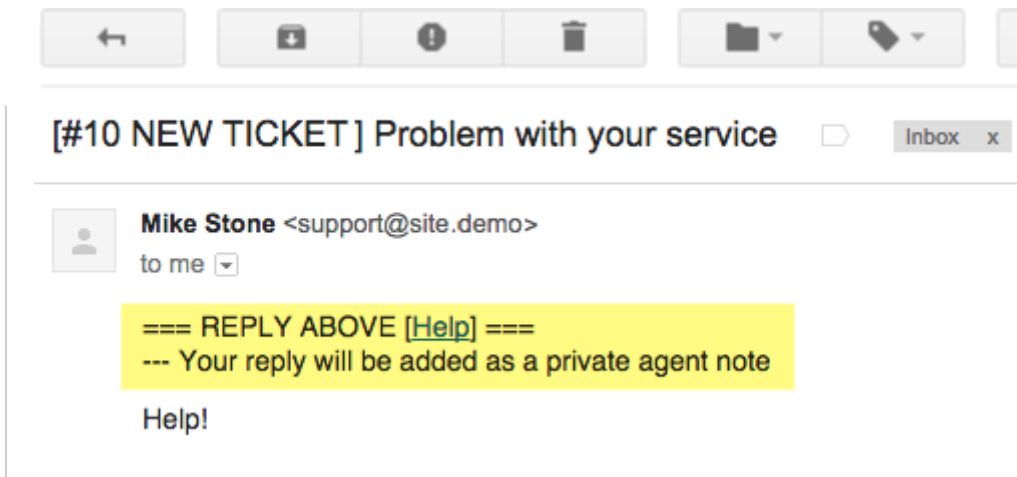 [#10 NEW TICKET] Problem with your service
Inbox x
Mike Stone <support@site.demo>
to me
=== REPLY ABOVE [Help] ===
--- Your reply will be added as a private agent note
Help!